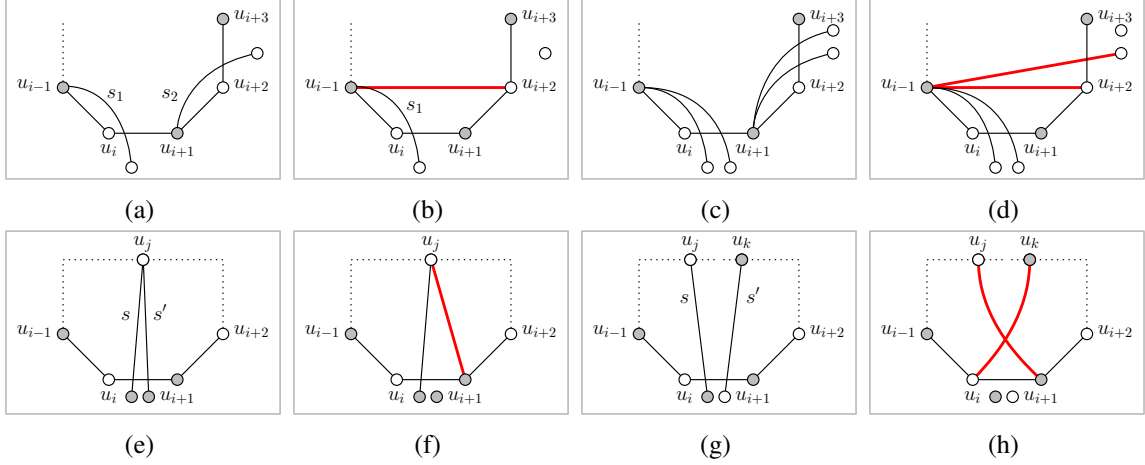 u_{i+3}
u_{i-1} s_1 s_2 u_{i+2}
u_i u_{i+1}
(a)
u_{i+3}
u_{i-1} s_1 u_{i+2}
u_i u_{i+1}
(b)
u_{i+3}
u_{i-1} u_{i+2}
u_i u_{i+1}
(c)
u_{i+3}
u_{i-1} u_{i+2}
u_i u_{i+1}
(d)
u_j
s s'
u_{i-1} u_{i+2}
u_i u_{i+1}
(e)
u_j
u_{i-1} u_{i+2}
u_i u_{i+1}
(f)
u_j u_k
s s'
u_{i-1} u_{i+2}
u_i u_{i+1}
(g)
u_j u_k
u_{i-1} u_{i+2}
u_i u_{i+1}
(h)